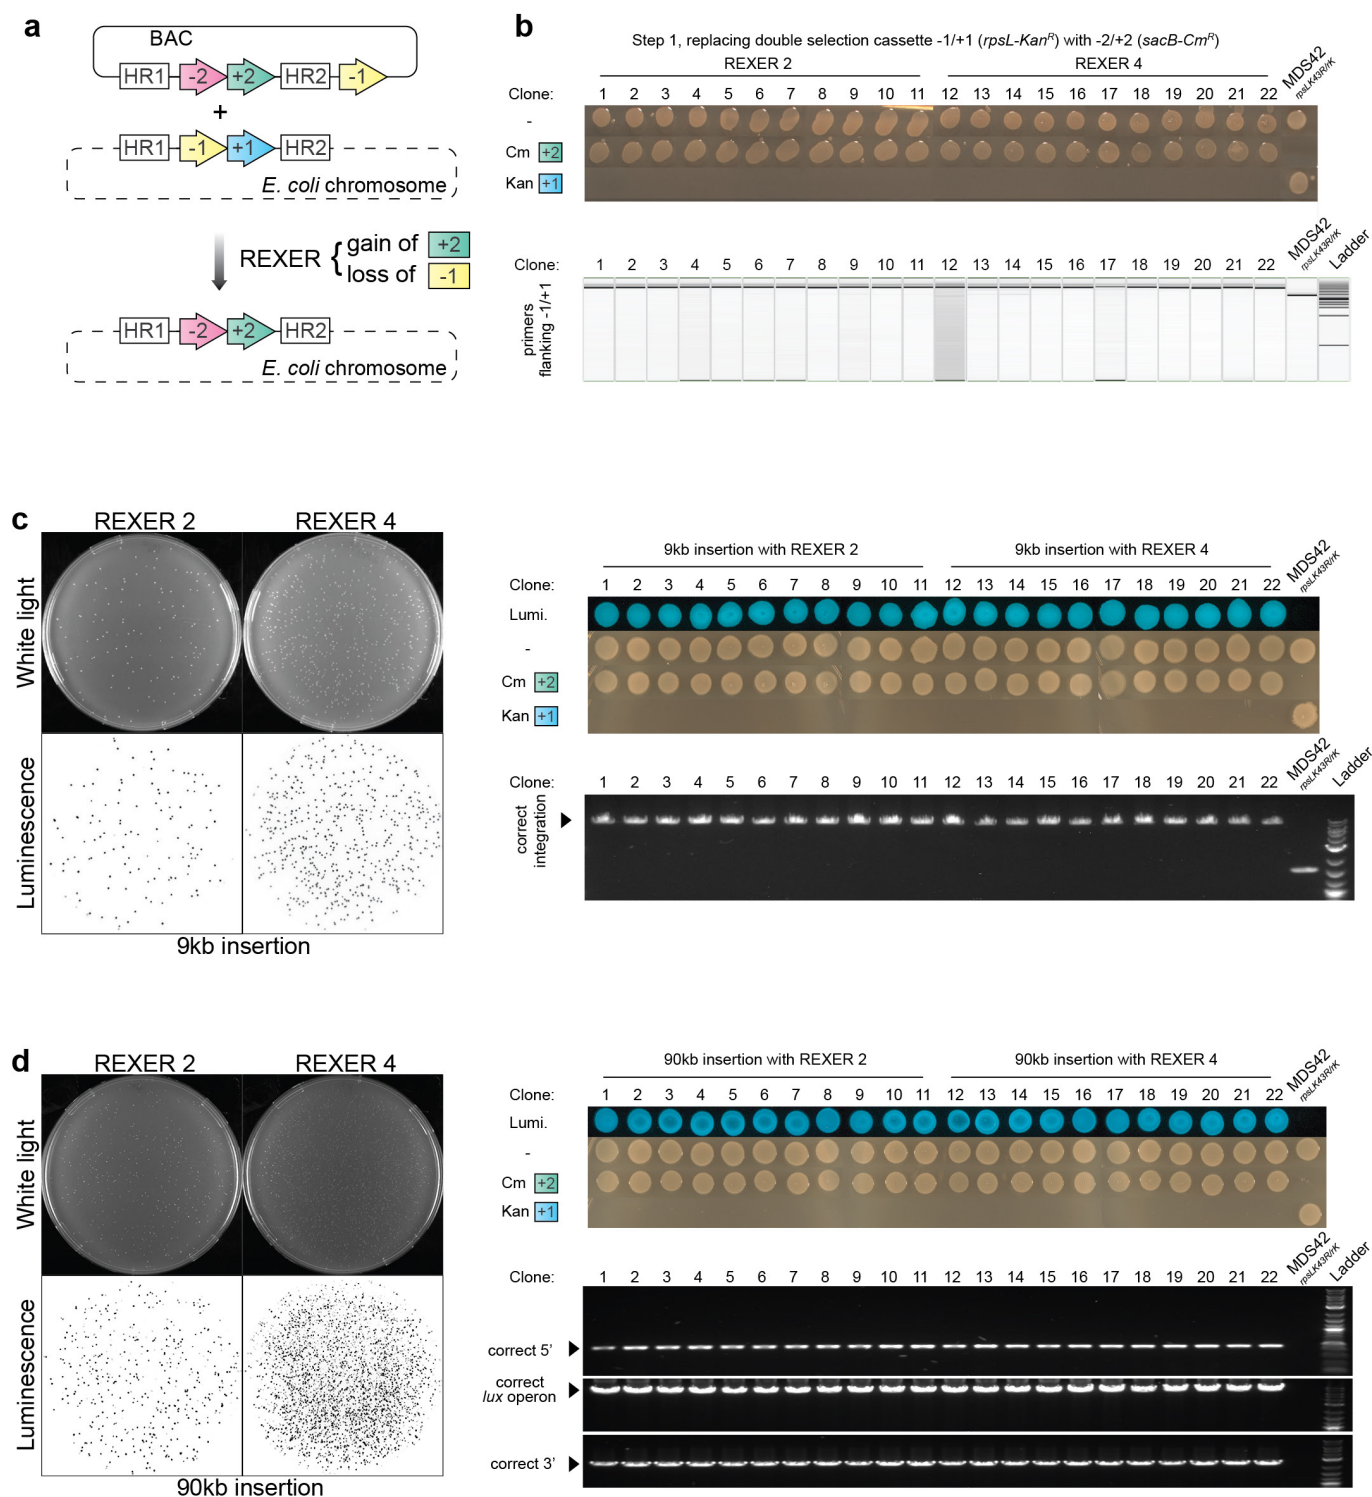 a
BAC
HR1 -2 +2 HR2 -1
+
HR1 -1 +1 HR2
E. coli chromosome
REXER { gain of +2
loss of -1
HR1 -2 +2 HR2
E. coli chromosome
b
Step 1, replacing double selection cassette -1/+1 (rpsL-KanR) with -2/+2 (sacB-CmR)
REXER 2 REXER 4
MDS42 rpsLK43R/rK
Clone: 1 2 3 4 5 6 7 8 9 10 11 12 13 14 15 16 17 18 19 20 21 22
-
Cm +2
Kan +1
MDS42 rpsLK43R/rK Ladder
Clone: 1 2 3 4 5 6 7 8 9 10 11 12 13 14 15 16 17 18 19 20 21 22
primers
flanking -1/+1
c
REXER 2 REXER 4
White light
Luminescence
9kb insertion
9kb insertion with REXER 2 9kb insertion with REXER 4
MDS42 rpsLK43R/rK
Clone: 1 2 3 4 5 6 7 8 9 10 11 12 13 14 15 16 17 18 19 20 21 22
Lumi.
-
Cm +2
Kan +1
MDS42 rpsLK43R/rK Ladder
Clone: 1 2 3 4 5 6 7 8 9 10 11 12 13 14 15 16 17 18 19 20 21 22
correct
integration
d
REXER 2 REXER 4
White light
Luminescence
90kb insertion
90kb insertion with REXER 2 90kb insertion with REXER 4
MDS42 rpsLK43R/rK
Clone: 1 2 3 4 5 6 7 8 9 10 11 12 13 14 15 16 17 18 19 20 21 22
Lumi.
-
Cm +2
Kan +1
MDS42 rpsLK43R/rK Ladder
Clone: 1 2 3 4 5 6 7 8 9 10 11 12 13 14 15 16 17 18 19 20 21 22
correct 5’
correct
lux operon
correct 3’